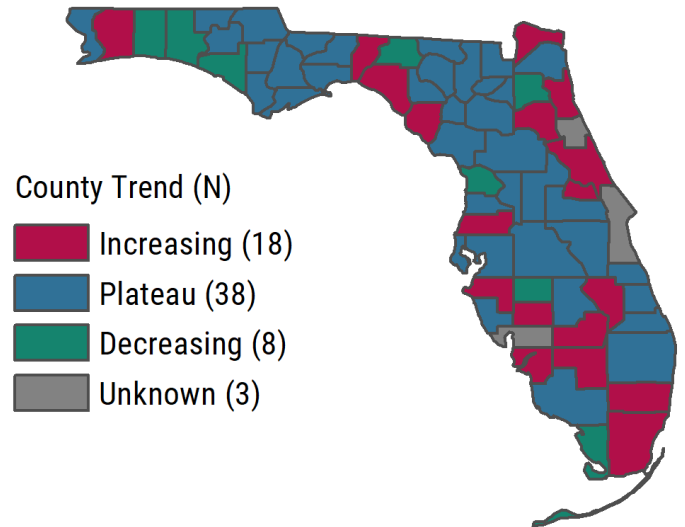 County Trend (N)
Increasing (18)
Plateau (38)
Decreasing (8)
Unknown (3)